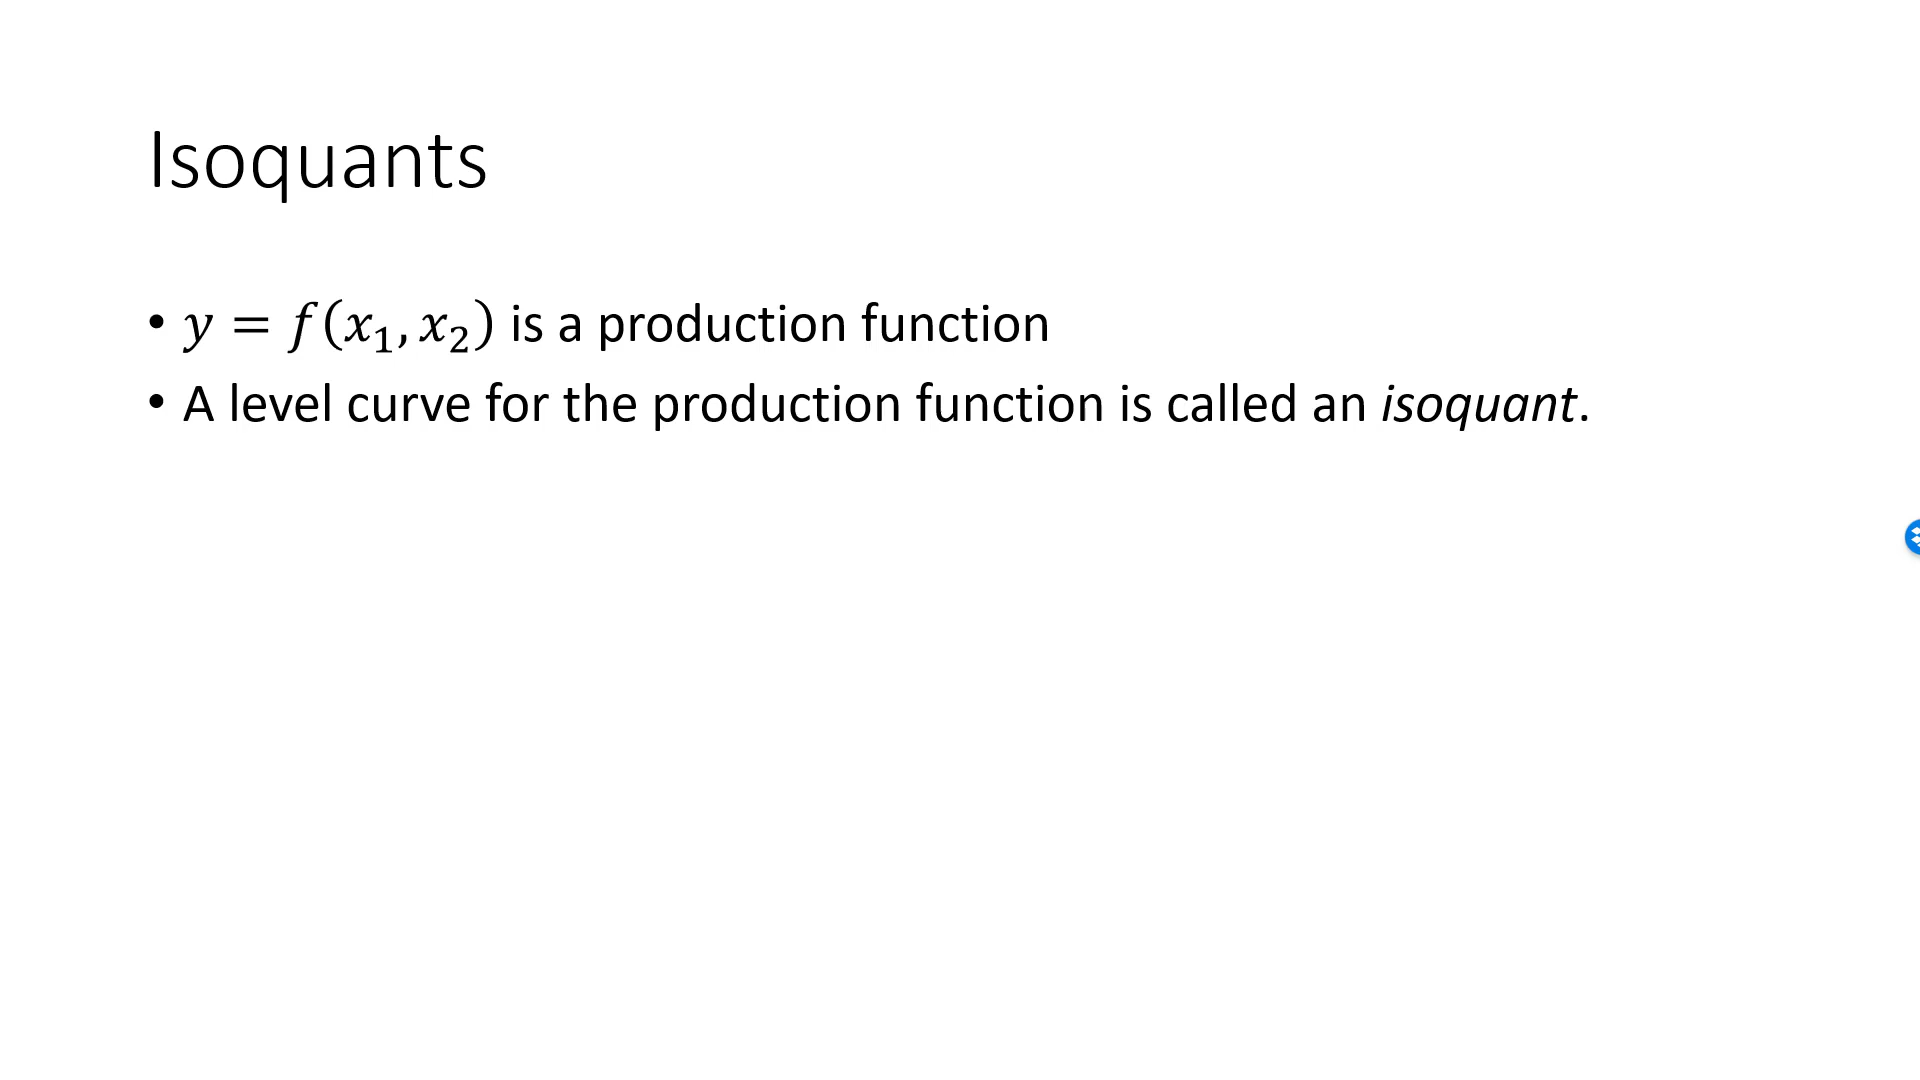 Isoquants
• y = f(x₁, x₂) is a production function
• A level curve for the production function is called an isoquant.